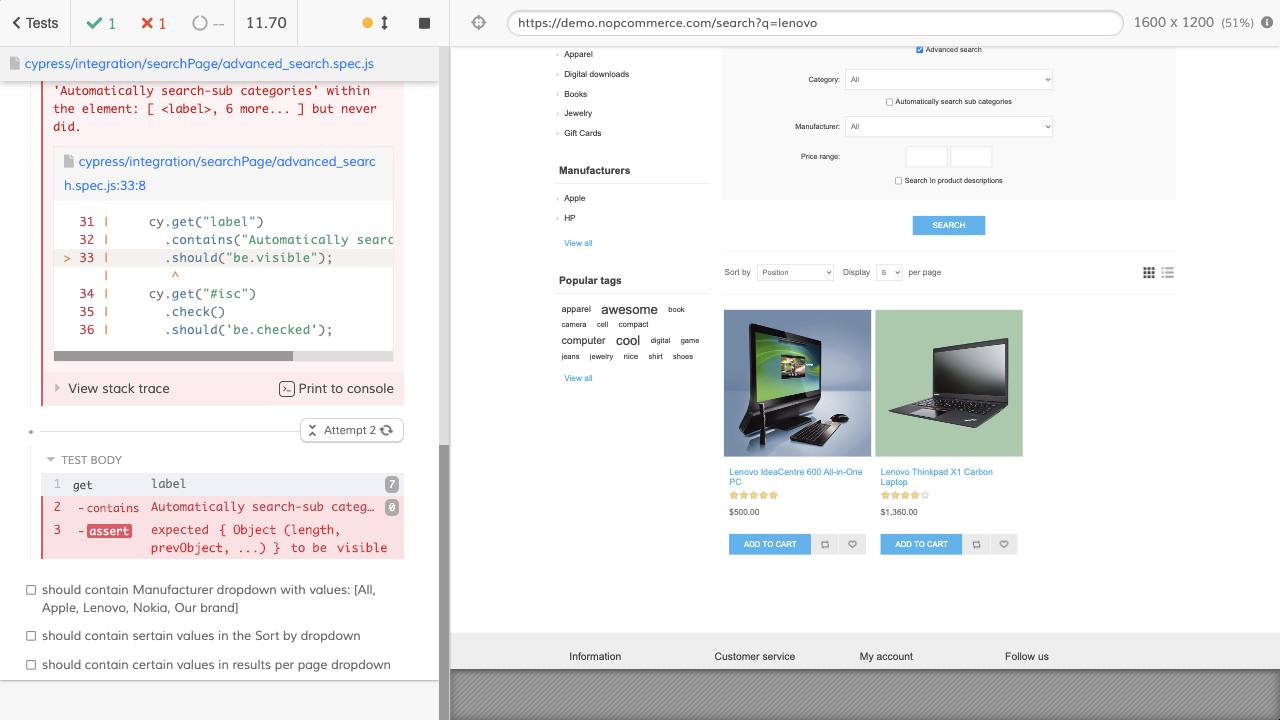 Tests
1
1
--
11.70
https://demo.nopcommerce.com/search?q=lenovo
1600 x 1200 (51%)
cypress/integration/searchPage/advanced_search.spec.js
'Automatically search-sub categories' within
the element: [ <label>, 6 more... ] but never
did.
cypress/integration/searchPage/advanced_searc
h.spec.js:33:8
31 | cy.get("label")
32 | .contains("Automatically searc
> 33 | .should("be.visible");
| ^
34 | cy.get("#isc")
35 | .check()
36 | .should('be.checked');
View stack trace
Print to console
Attempt 2
TEST BODY
1 get label 7
2 -contains Automatically search-sub categ… 0
3 -assert expected { Object (length,
prevObject, ...) } to be visible
should contain Manufacturer dropdown with values: [All,
Apple, Lenovo, Nokia, Our brand]
should contain sertain values in the Sort by dropdown
should contain certain values in results per page dropdown
Apparel
Digital downloads
Books
Jewelry
Gift Cards
Manufacturers
Apple
HP
View all
Popular tags
apparel awesome book
camera cell compact
computer cool digital game
jeans jewelry nice shirt shoes
View all
Advanced search
Category: All
Automatically search sub categories
Manufacturer: All
Price range:
Search In product descriptions
SEARCH
Sort by Position Display 6 per page
Lenovo IdeaCentre 600 All-in-One
PC
$500.00
ADD TO CART
Lenovo Thinkpad X1 Carbon
Laptop
$1,360.00
ADD TO CART
Information
Customer service
My account
Follow us